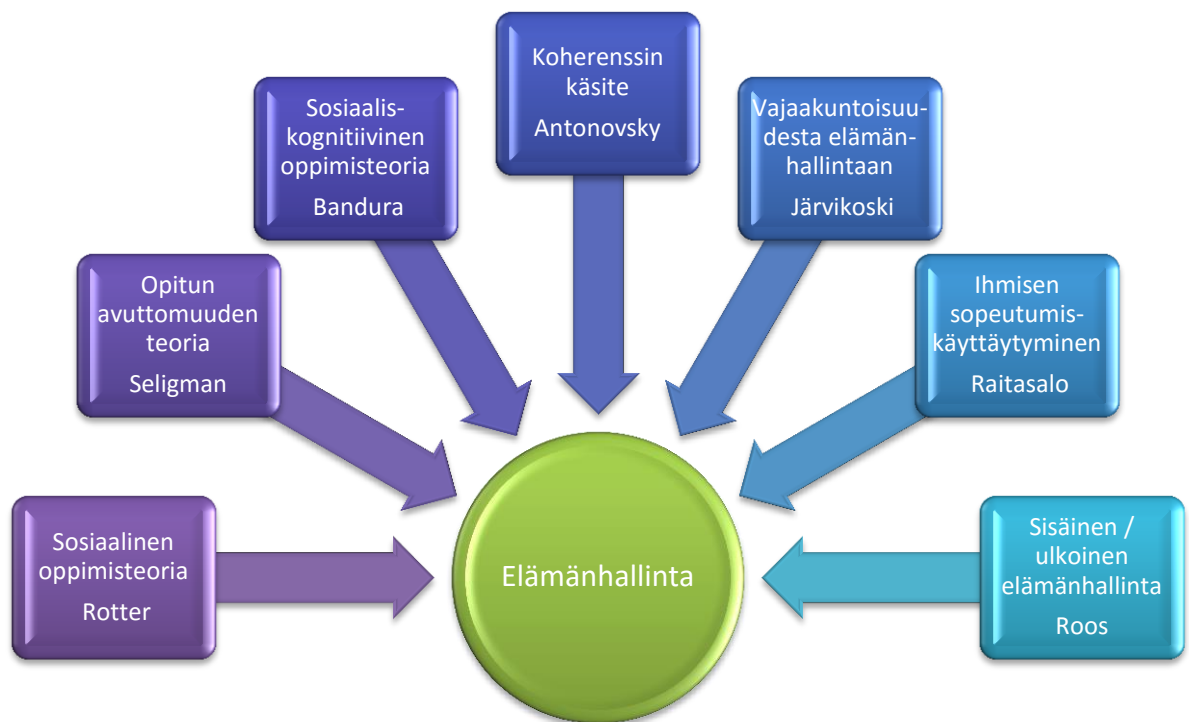 Koherenssin
käsite
Antonovsky
Sosiaalis-
kognitiivinen
oppimisteoria
Bandura
Vajaakuntoisuu-
desta elämän-
hallintaan
Järvikoski
Opitun
avuttomuuden
teoria
Seligman
Ihmisen
sopeutumis-
käyttäytyminen
Raitasalo
Sosiaalinen
oppimisteoria
Rotter
Elämänhallinta
Sisäinen /
ulkoinen
elämänhallinta
Roos